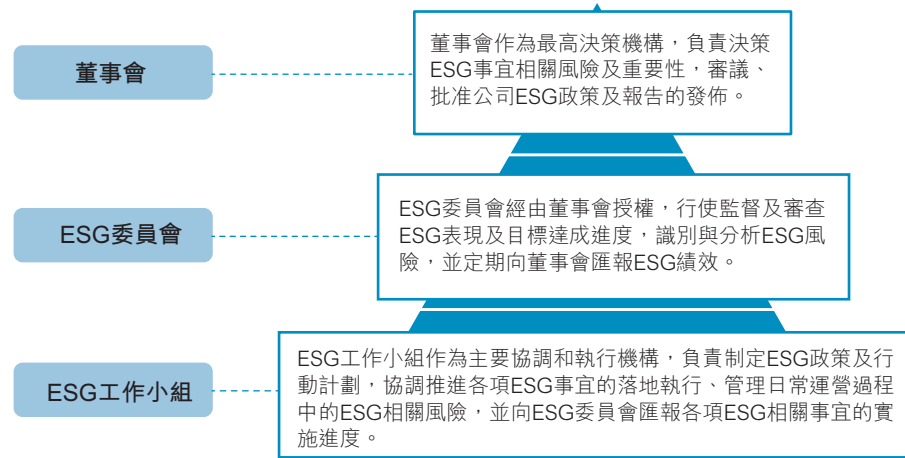 董事會
董事會作為最高決策機構，負責決策
ESG事宜相關風險及重要性，審議、
批准公司ESG政策及報告的發佈。
ESG委員會
ESG委員會經由董事會授權，行使監督及審查
ESG表現及目標達成進度，識別與分析ESG風
險，並定期向董事會匯報ESG績效。
ESG工作小組
ESG工作小組作為主要協調和執行機構，負責制定ESG政策及行
動計劃，協調推進各項ESG事宜的落地執行、管理日常運營過程
中的ESG相關風險，並向ESG委員會匯報各項ESG相關事宜的實
施進度。